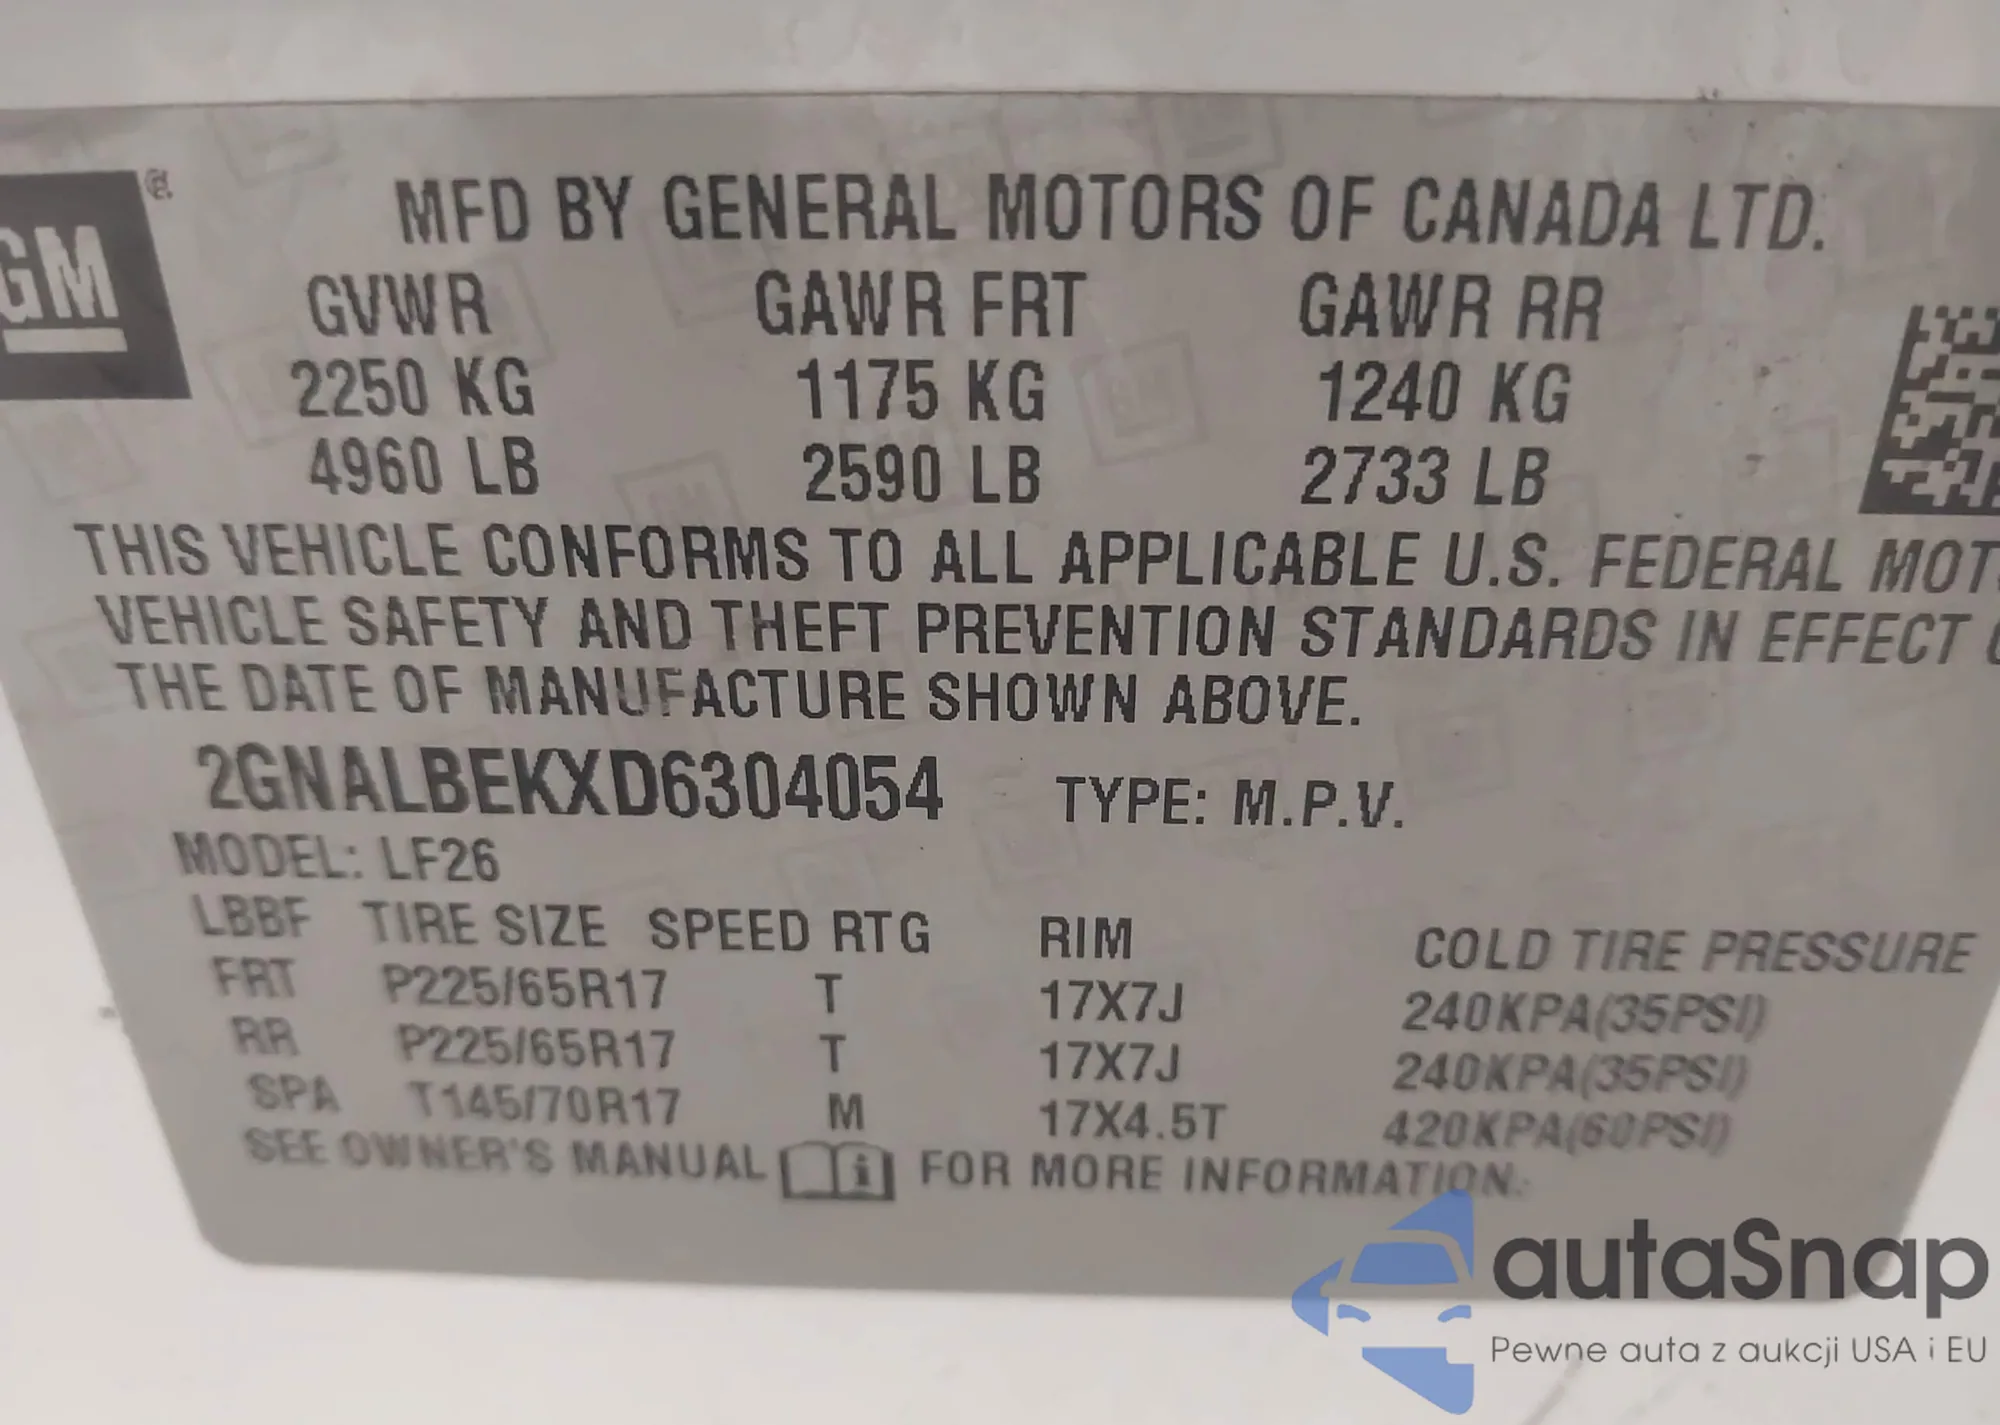 GM®
MFD BY GENERAL MOTORS OF CANADA LTD.
GVWR GAWR FRT GAWR RR
2250 KG 1175 KG 1240 KG
4960 LB 2590 LB 2733 LB
THIS VEHICLE CONFORMS TO ALL APPLICABLE U.S. FEDERAL MOT
VEHICLE SAFETY AND THEFT PREVENTION STANDARDS IN EFFECT
THE DATE OF MANUFACTURE SHOWN ABOVE.
2GNALBEKXD6304054 TYPE: M.P.V.
MODEL: LF26
LBBF TIRE SIZE SPEED RTG RIM COLD TIRE PRESSURE
FRT P225/65R17 T 17X7J 240KPA(35PSI)
RR P225/65R17 T 17X7J 240KPA(35PSI)
SPA T145/70R17 M 17X4.5T 420KPA(60PSI)
SEE OWNER'S MANUAL i FOR MORE INFORMATION.
autaSnap
Pewne auta z aukcji USA i EU